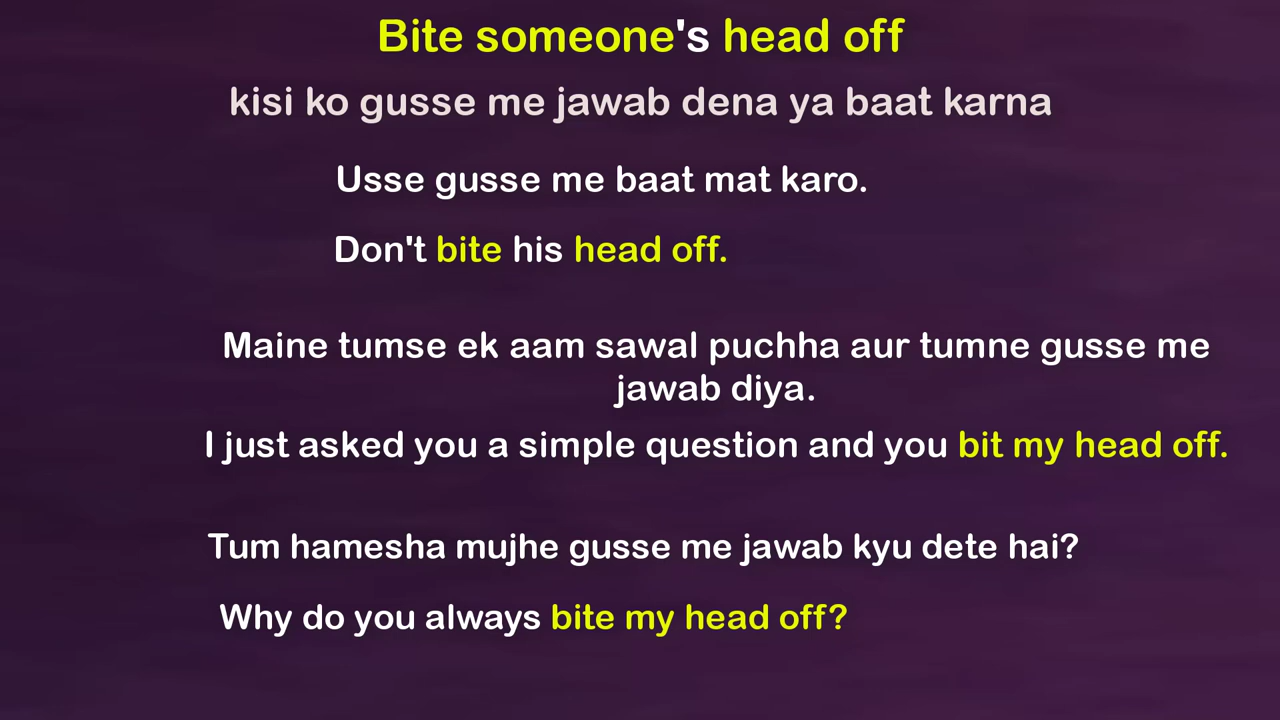 Bite someone's head off
kisi ko gusse me jawab dena ya baat karna
Usse gusse me baat mat karo.
Don't bite his head off.
Maine tumse ek aam sawal puchha aur tumne gusse me
jawab diya.
I just asked you a simple question and you bit my head off.
Tum hamesha mujhe gusse me jawab kyu dete hai?
Why do you always bite my head off?